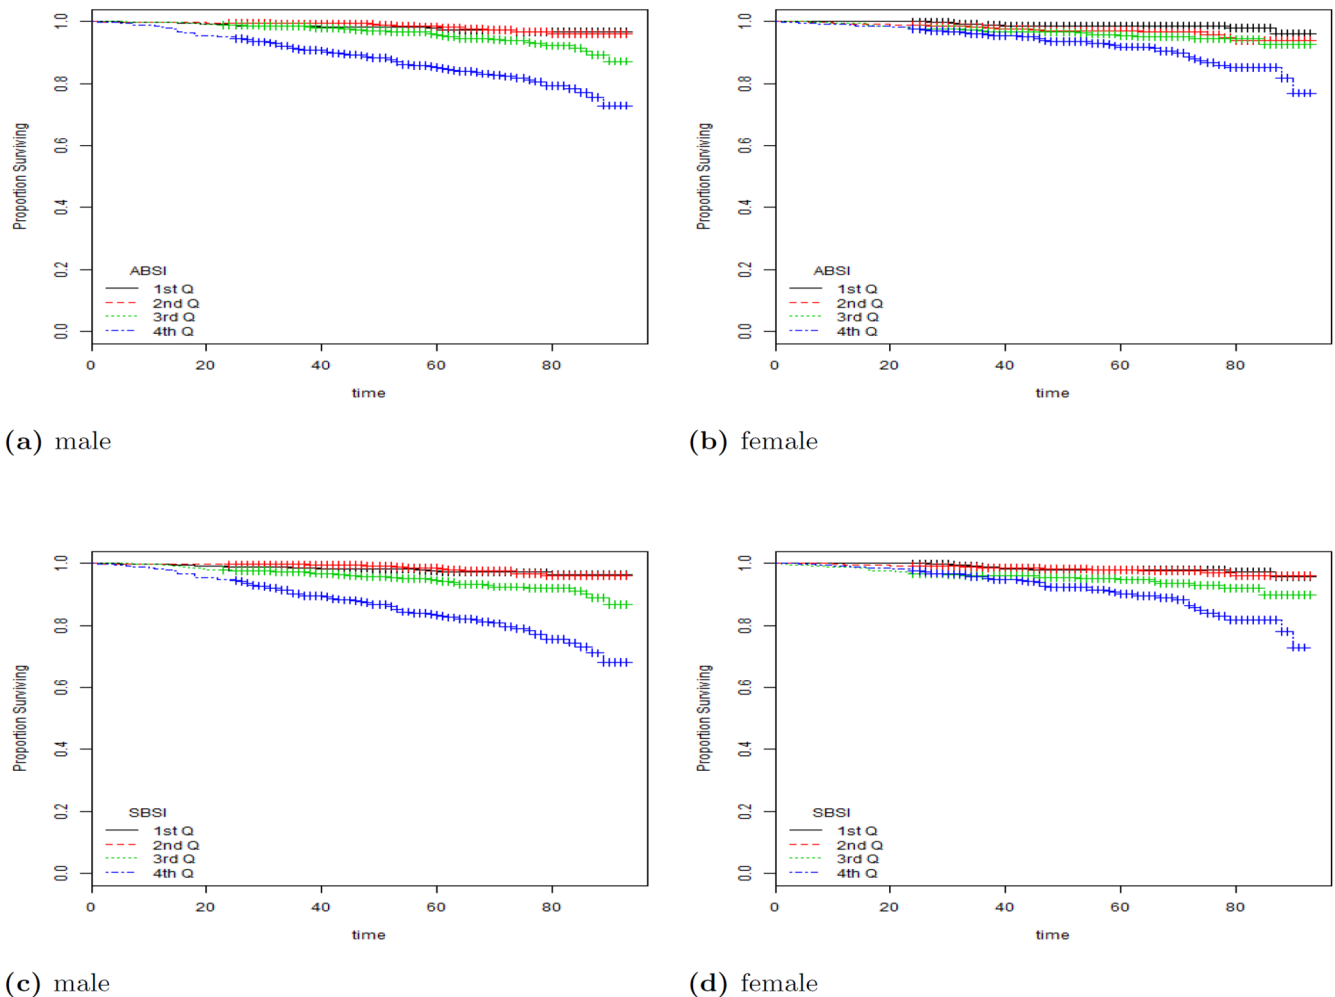 Proportion Surviving
1.0
0.8
0.6
0.4
0.2
0.0
ABSI
1st Q
2nd Q
3rd Q
4th Q
0 20 40 60 80
time
(a) male
Proportion Surviving
1.0
0.8
0.6
0.4
0.2
0.0
ABSI
1st Q
2nd Q
3rd Q
4th Q
0 20 40 60 80
time
(b) female
Proportion Surviving
1.0
0.8
0.6
0.4
0.2
0.0
SBSI
1st Q
2nd Q
3rd Q
4th Q
0 20 40 60 80
time
(c) male
Proportion Surviving
1.0
0.8
0.6
0.4
0.2
0.0
SBSI
1st Q
2nd Q
3rd Q
4th Q
0 20 40 60 80
time
(d) female